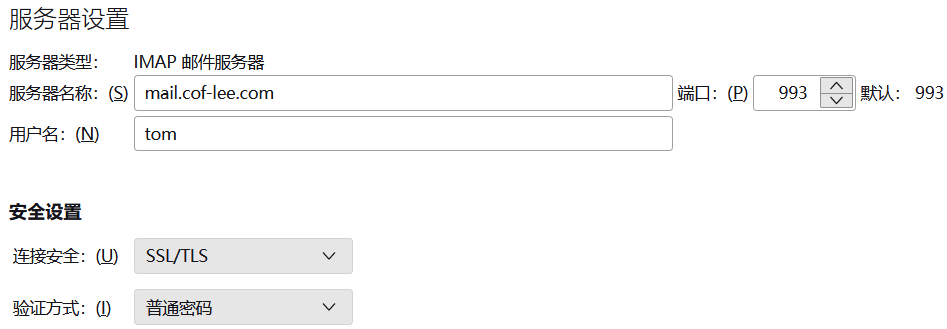 服务器设置
服务器类型： IMAP 邮件服务器
服务器名称：(S) mail.cof-lee.com 端口：(P) 993 默认： 993
用户名：(N) tom
安全设置
连接安全：(U) SSL/TLS
验证方式：(I) 普通密码